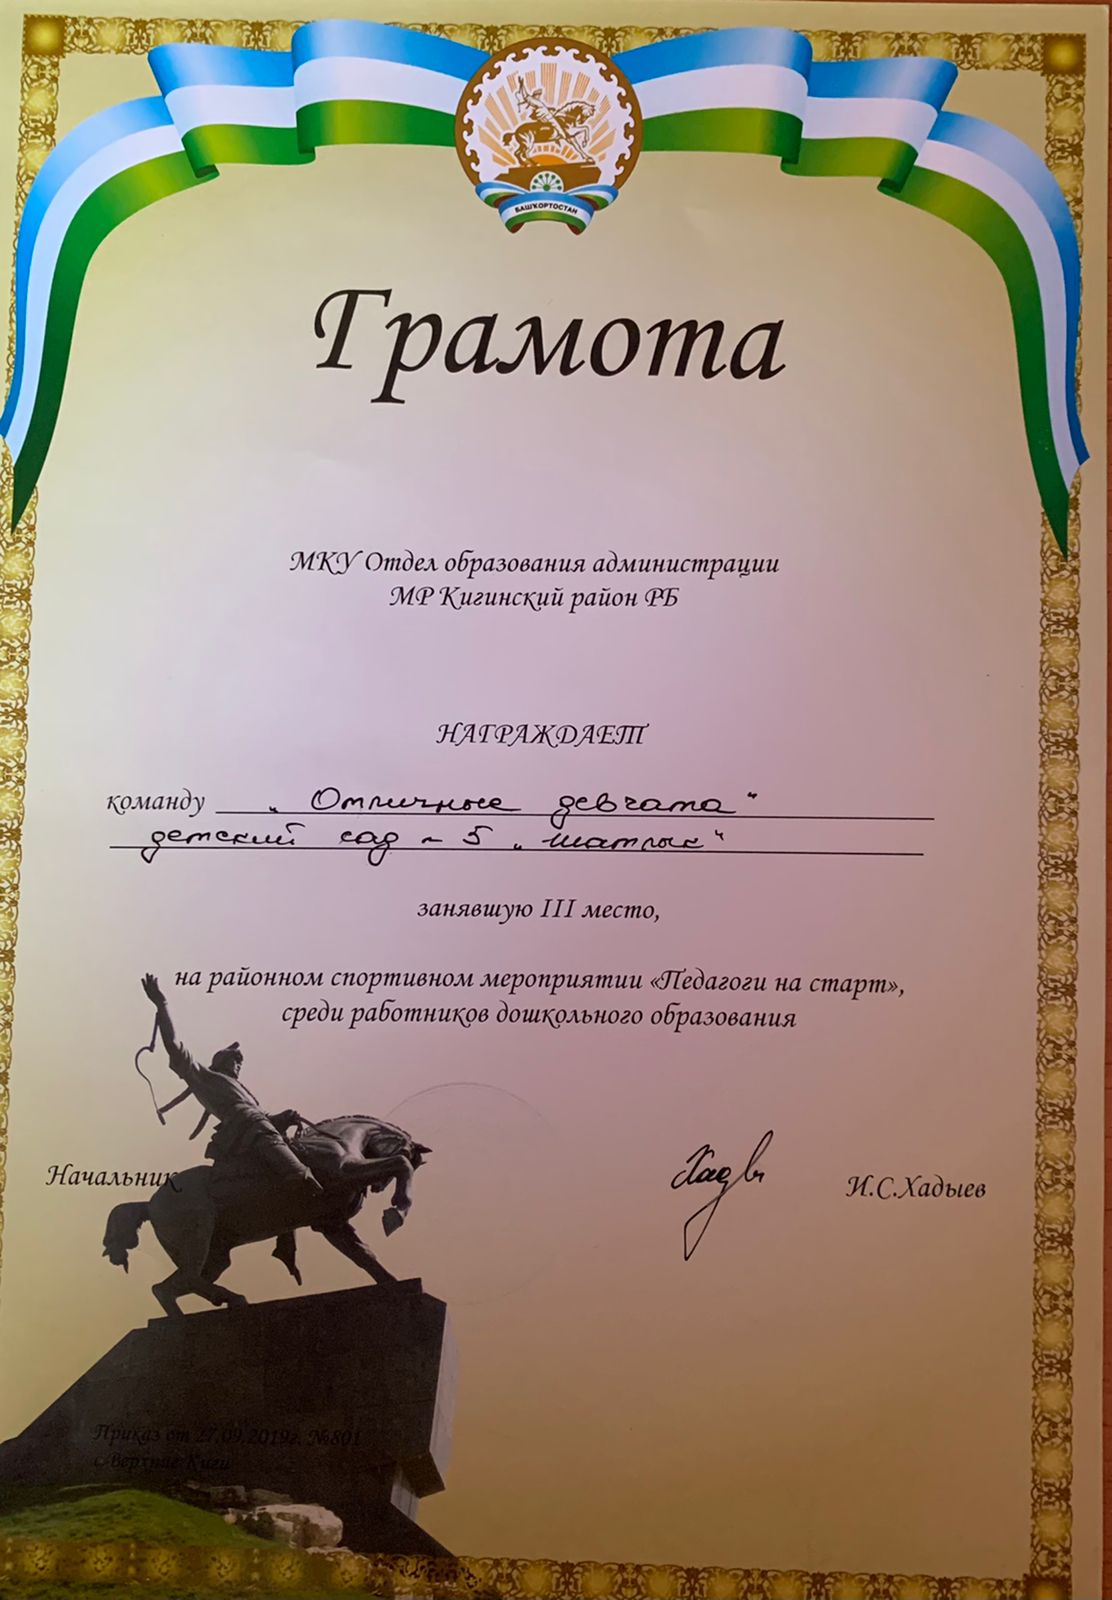 БАШҠОРТОСТАН
Грамота
МКУ Отдел образования администрации
МР Кигинский район РБ
НАГРАЖДАЕТ
команду „Отличные девчата“
детский сад № 5 „Шатлык“
занявшую III место,
на районном спортивном мероприятии «Педагоги на старт»,
среди работников дошкольного образования
Начальник И.С.Хадыев
Приказ от 27.09.2019г. №801
с.Верхние Киги